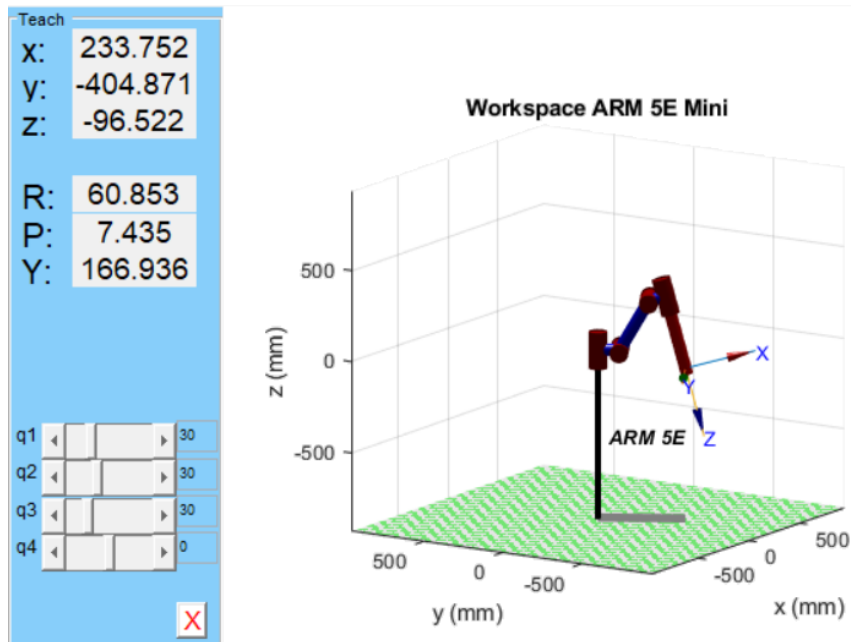 Teach
x: 233.752
y: -404.871
z: -96.522
R: 60.853
P: 7.435
Y: 166.936
q1 30
q2 30
q3 30
q4 0
X
Workspace ARM 5E Mini
z (mm)
500
0
-500
X
Y
Z
ARM 5E
500 0 -500
y (mm)
-500 0 500
x (mm)